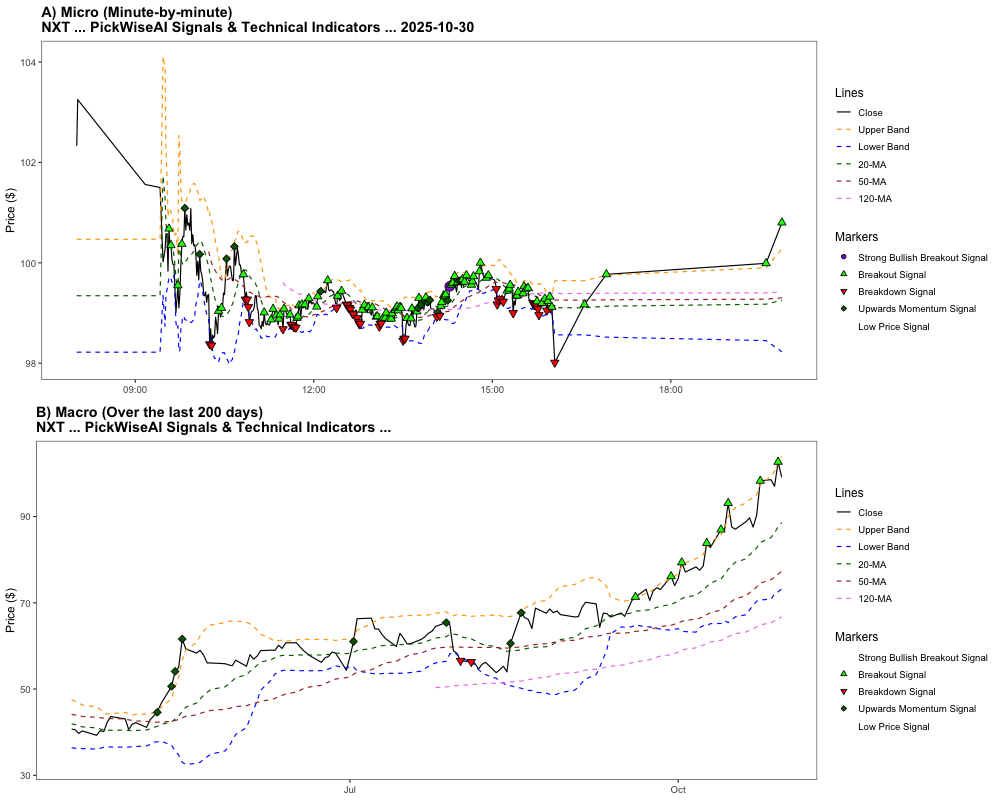 A) Micro (Minute-by-minute)
NXT ... PickWiseAI Signals & Technical Indicators ... 2025-10-30
104
102
100
98
Price ($)
09:00
12:00
15:00
18:00
Lines
Close
Upper Band
Lower Band
20-MA
50-MA
120-MA
Markers
Strong Bullish Breakout Signal
Breakout Signal
Breakdown Signal
Upwards Momentum Signal
Low Price Signal
B) Macro (Over the last 200 days)
NXT ... PickWiseAI Signals & Technical Indicators ...
90
70
50
30
Price ($)
Jul
Oct
Lines
Close
Upper Band
Lower Band
20-MA
50-MA
120-MA
Markers
Strong Bullish Breakout Signal
Breakout Signal
Breakdown Signal
Upwards Momentum Signal
Low Price Signal